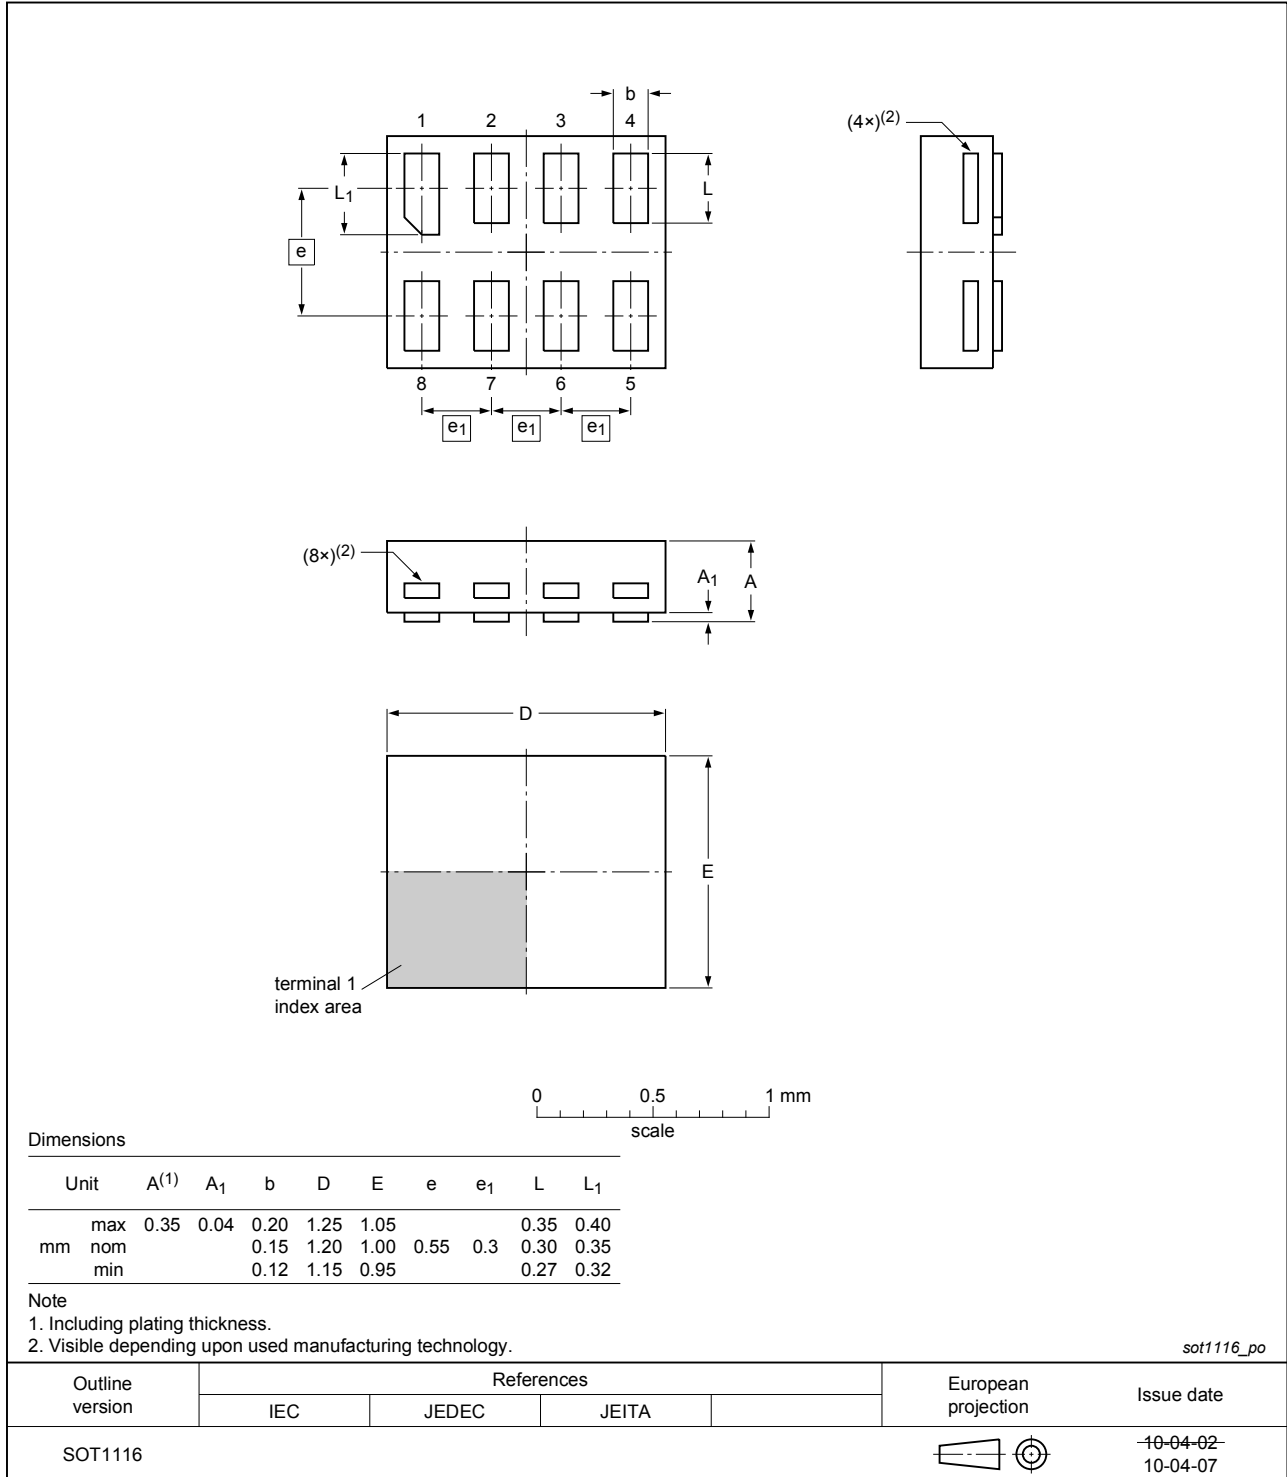 b
1 2 3 4
(4×)(2)
L1
L
e
8 7 6 5
e1 e1 e1
(8×)(2)
A1 A
D
E
terminal 1
index area
0 0.5 1 mm
scale
Dimensions
Unit A(1) A1 b D E e e1 L L1
max 0.35 0.04 0.20 1.25 1.05 0.35 0.40
mm nom 0.15 1.20 1.00 0.55 0.3 0.30 0.35
min 0.12 1.15 0.95 0.27 0.32
Note
1. Including plating thickness.
2. Visible depending upon used manufacturing technology.
sot1116_po
Outline
version
References
European
projection
Issue date
IEC JEDEC JEITA
SOT1116
10-04-02
10-04-07